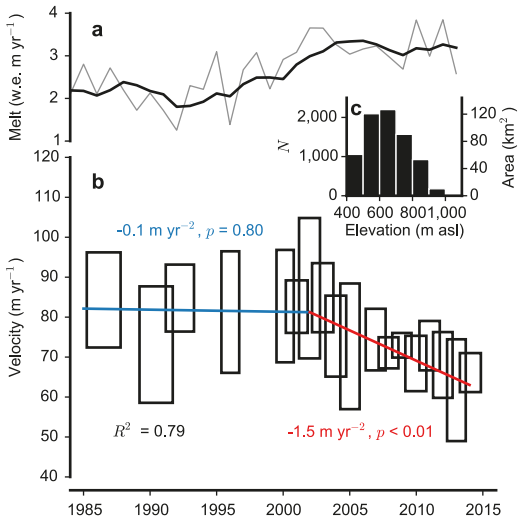 4
3
2
1
Melt (w.e. m yr⁻¹)
a
c
2,000
1,000
N
120
80
40
0
Area (km²)
400 600 800 1,000
Elevation (m asl)
120
110
100
90
80
70
60
50
40
Velocity (m yr⁻¹)
b
-0.1 m yr⁻², p = 0.80
R² = 0.79
-1.5 m yr⁻², p < 0.01
1985 1990 1995 2000 2005 2010 2015